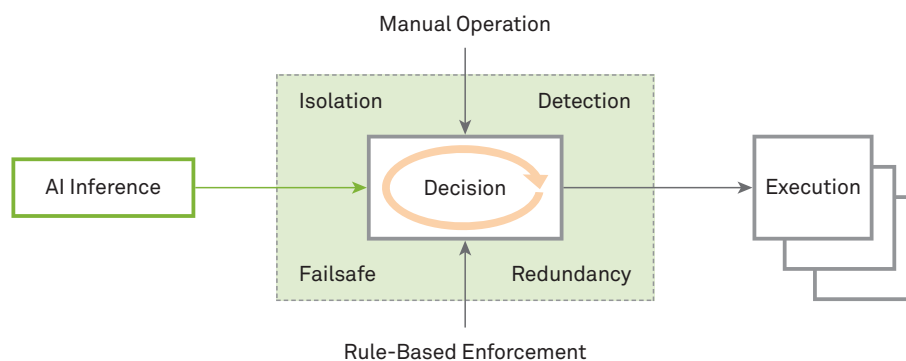 Manual Operation
Isolation
Detection
AI Inference
Decision
Execution
Failsafe
Redundancy
Rule-Based Enforcement